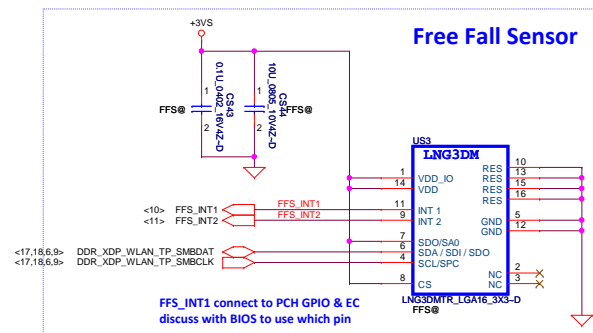 +3VS
Free Fall Sensor
1
1
CS43
0.1U_0402_16V4Z~D
CS44
10U_0805_10V4Z~D
FFS@
FFS@
2
2
US3
LNG3DM
1 VDD_IO
14 VDD
RES 10
RES 13
RES 15
RES 16
<10> FFS_INT1 FFS_INT1 11 INT 1
<11> FFS_INT2 FFS_INT2 9 INT 2
GND 5
GND 12
7 SDO/SA0
<17,18,6,9> DDR_XDP_WLAN_TP_SMBDAT 6 SDA / SDI / SDO
<17,18,6,9> DDR_XDP_WLAN_TP_SMBCLK 4 SCL/SPC
NC 2
8 CS NC 3
LNG3DMTR_LGA16_3X3~D
FFS@
FFS_INT1 connect to PCH GPIO & EC
discuss with BIOS to use which pin